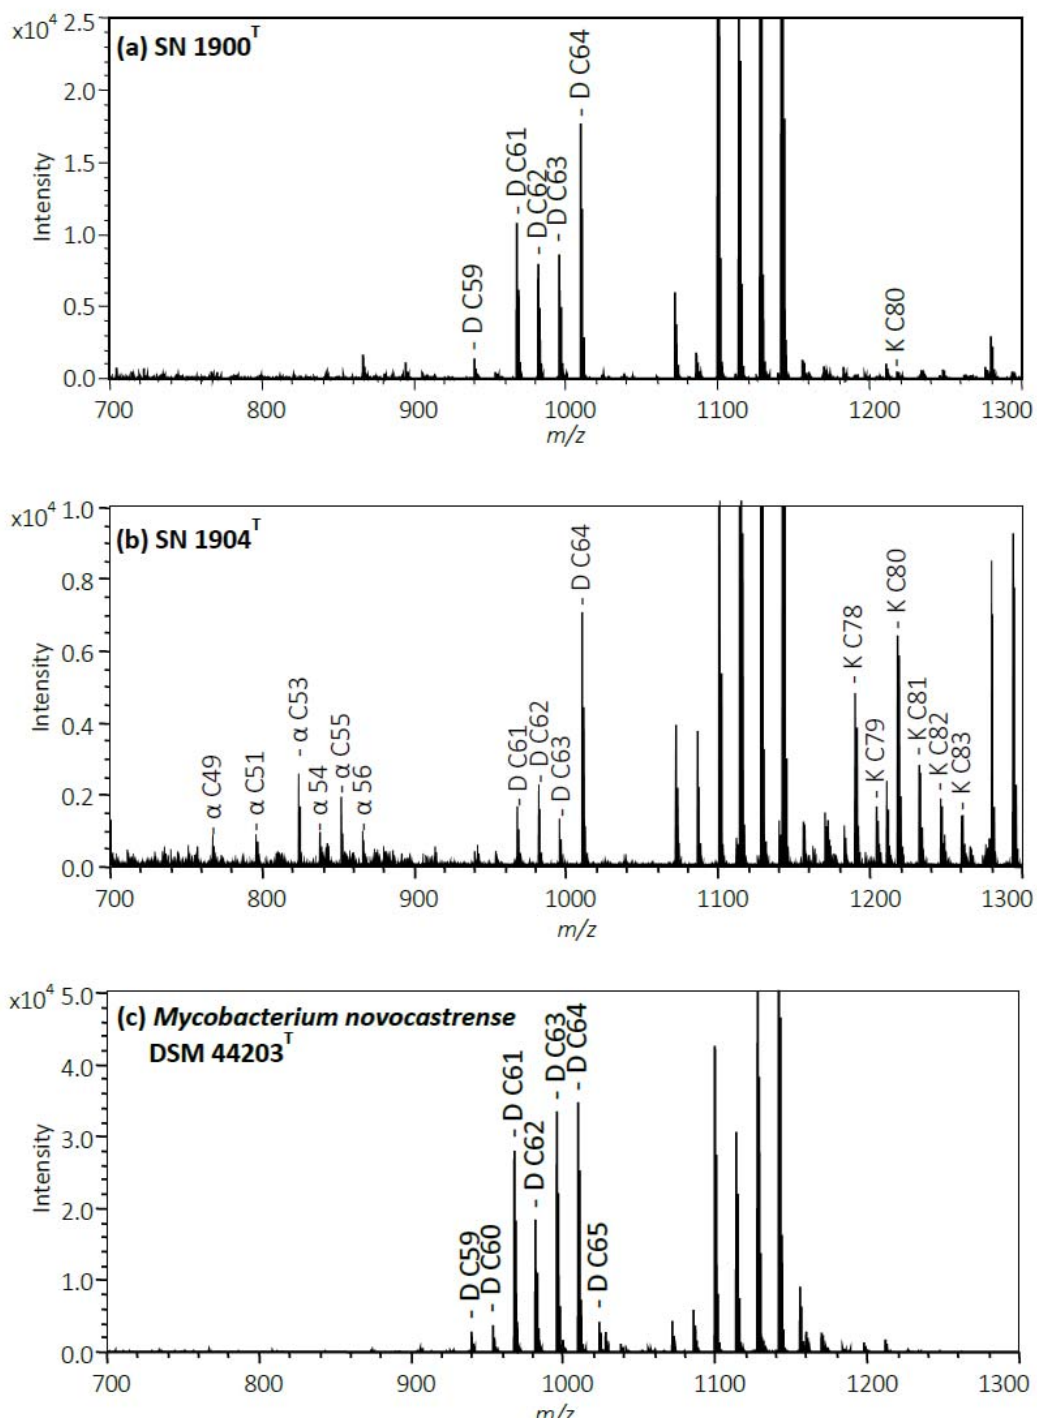 x10⁴ 2.5
(a) SN 1900ᵀ
2.0
1.5
1.0
0.5
0.0
Intensity
D C59
D C61
D C62
D C63
D C64
K C80
700 800 900 1000 1100 1200 1300
m/z
x10⁴ 1.0
(b) SN 1904ᵀ
0.8
0.6
0.4
0.2
0.0
Intensity
α C49
α C51
α C53
α 54
α C55
α 56
D C61
D C62
D C63
D C64
K C78
K C79
K C80
K C81
K C82
K C83
700 800 900 1000 1100 1200 1300
m/z
x10⁴ 5.0
(c) Mycobacterium novocastrense
DSM 44203ᵀ
4.0
3.0
2.0
1.0
0.0
Intensity
D C59
D C60
D C61
D C62
D C63
D C64
D C65
700 800 900 1000 1100 1200 1300
m/z